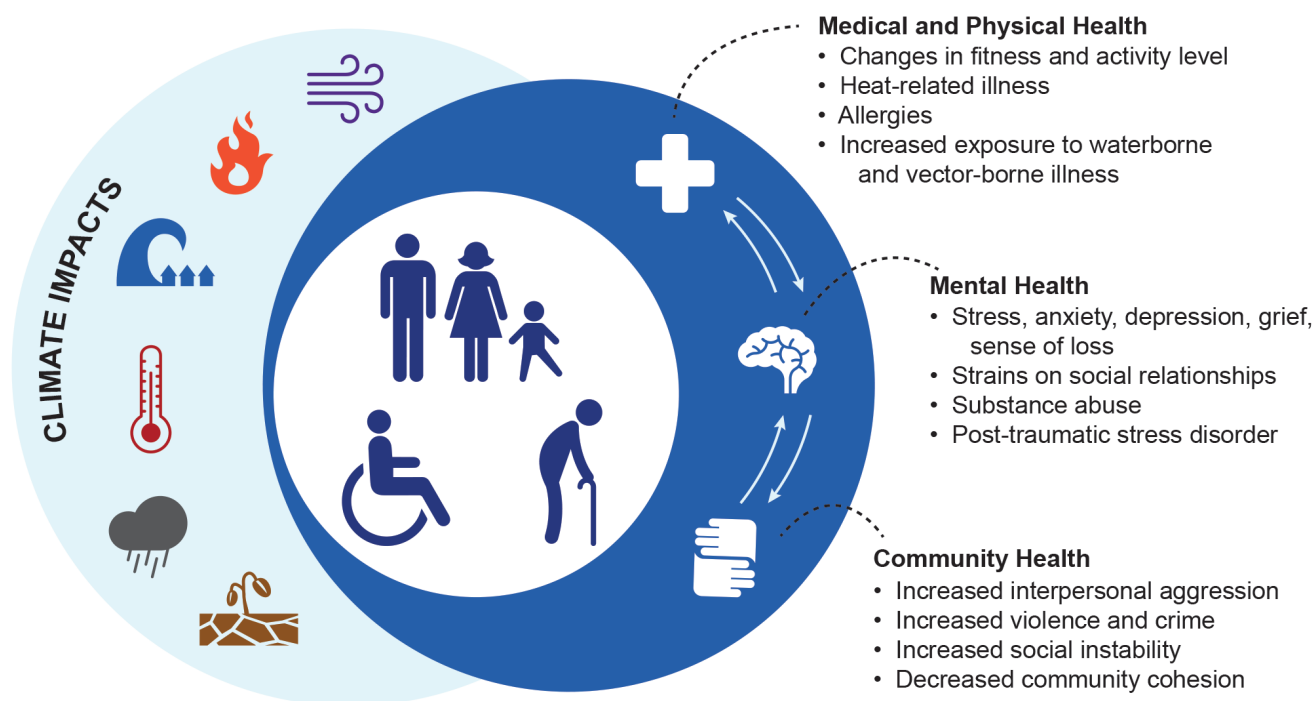 CLIMATE IMPACTS
Medical and Physical Health
• Changes in fitness and activity level
• Heat-related illness
• Allergies
• Increased exposure to waterborne
and vector-borne illness
Mental Health
• Stress, anxiety, depression, grief,
sense of loss
• Strains on social relationships
• Substance abuse
• Post-traumatic stress disorder
Community Health
• Increased interpersonal aggression
• Increased violence and crime
• Increased social instability
• Decreased community cohesion